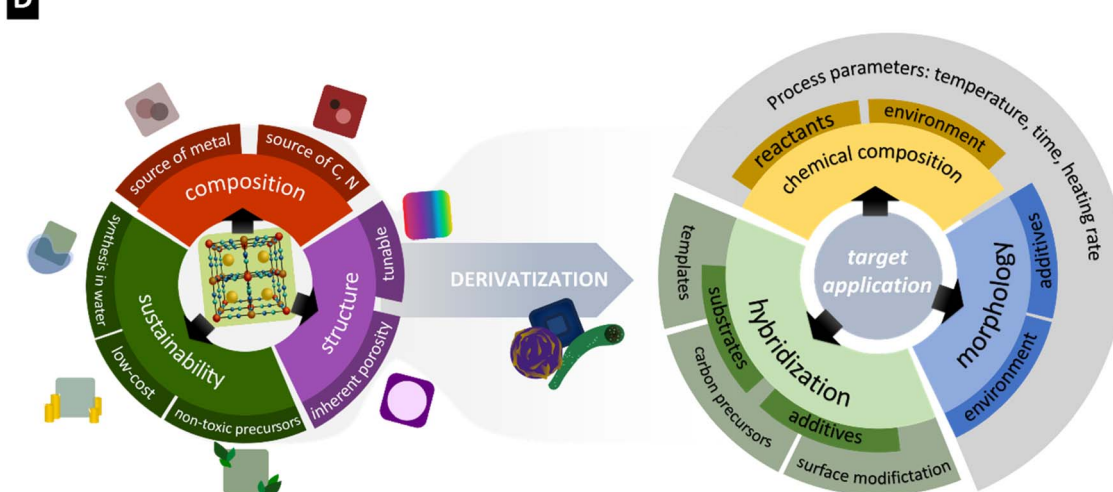 D
source of metal
source of C, N
composition
synthesis in water
sustainability
low-cost
non-toxic precursors
tunable
structure
inherent porosity
DERIVATIZATION
Process parameters: temperature, time, heating rate
reactants
environment
chemical composition
target
application
additives
morphology
environment
templates
substrates
hybridization
carbon precursors
additives
surface modifictation